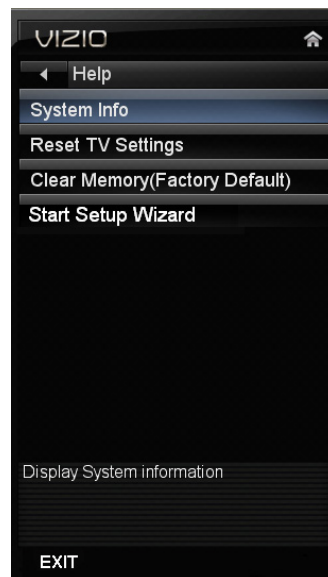 VIZIO
Help
System Info
Reset TV Settings
Clear Memory(Factory Default)
Start Setup Wizard
Display System information
EXIT